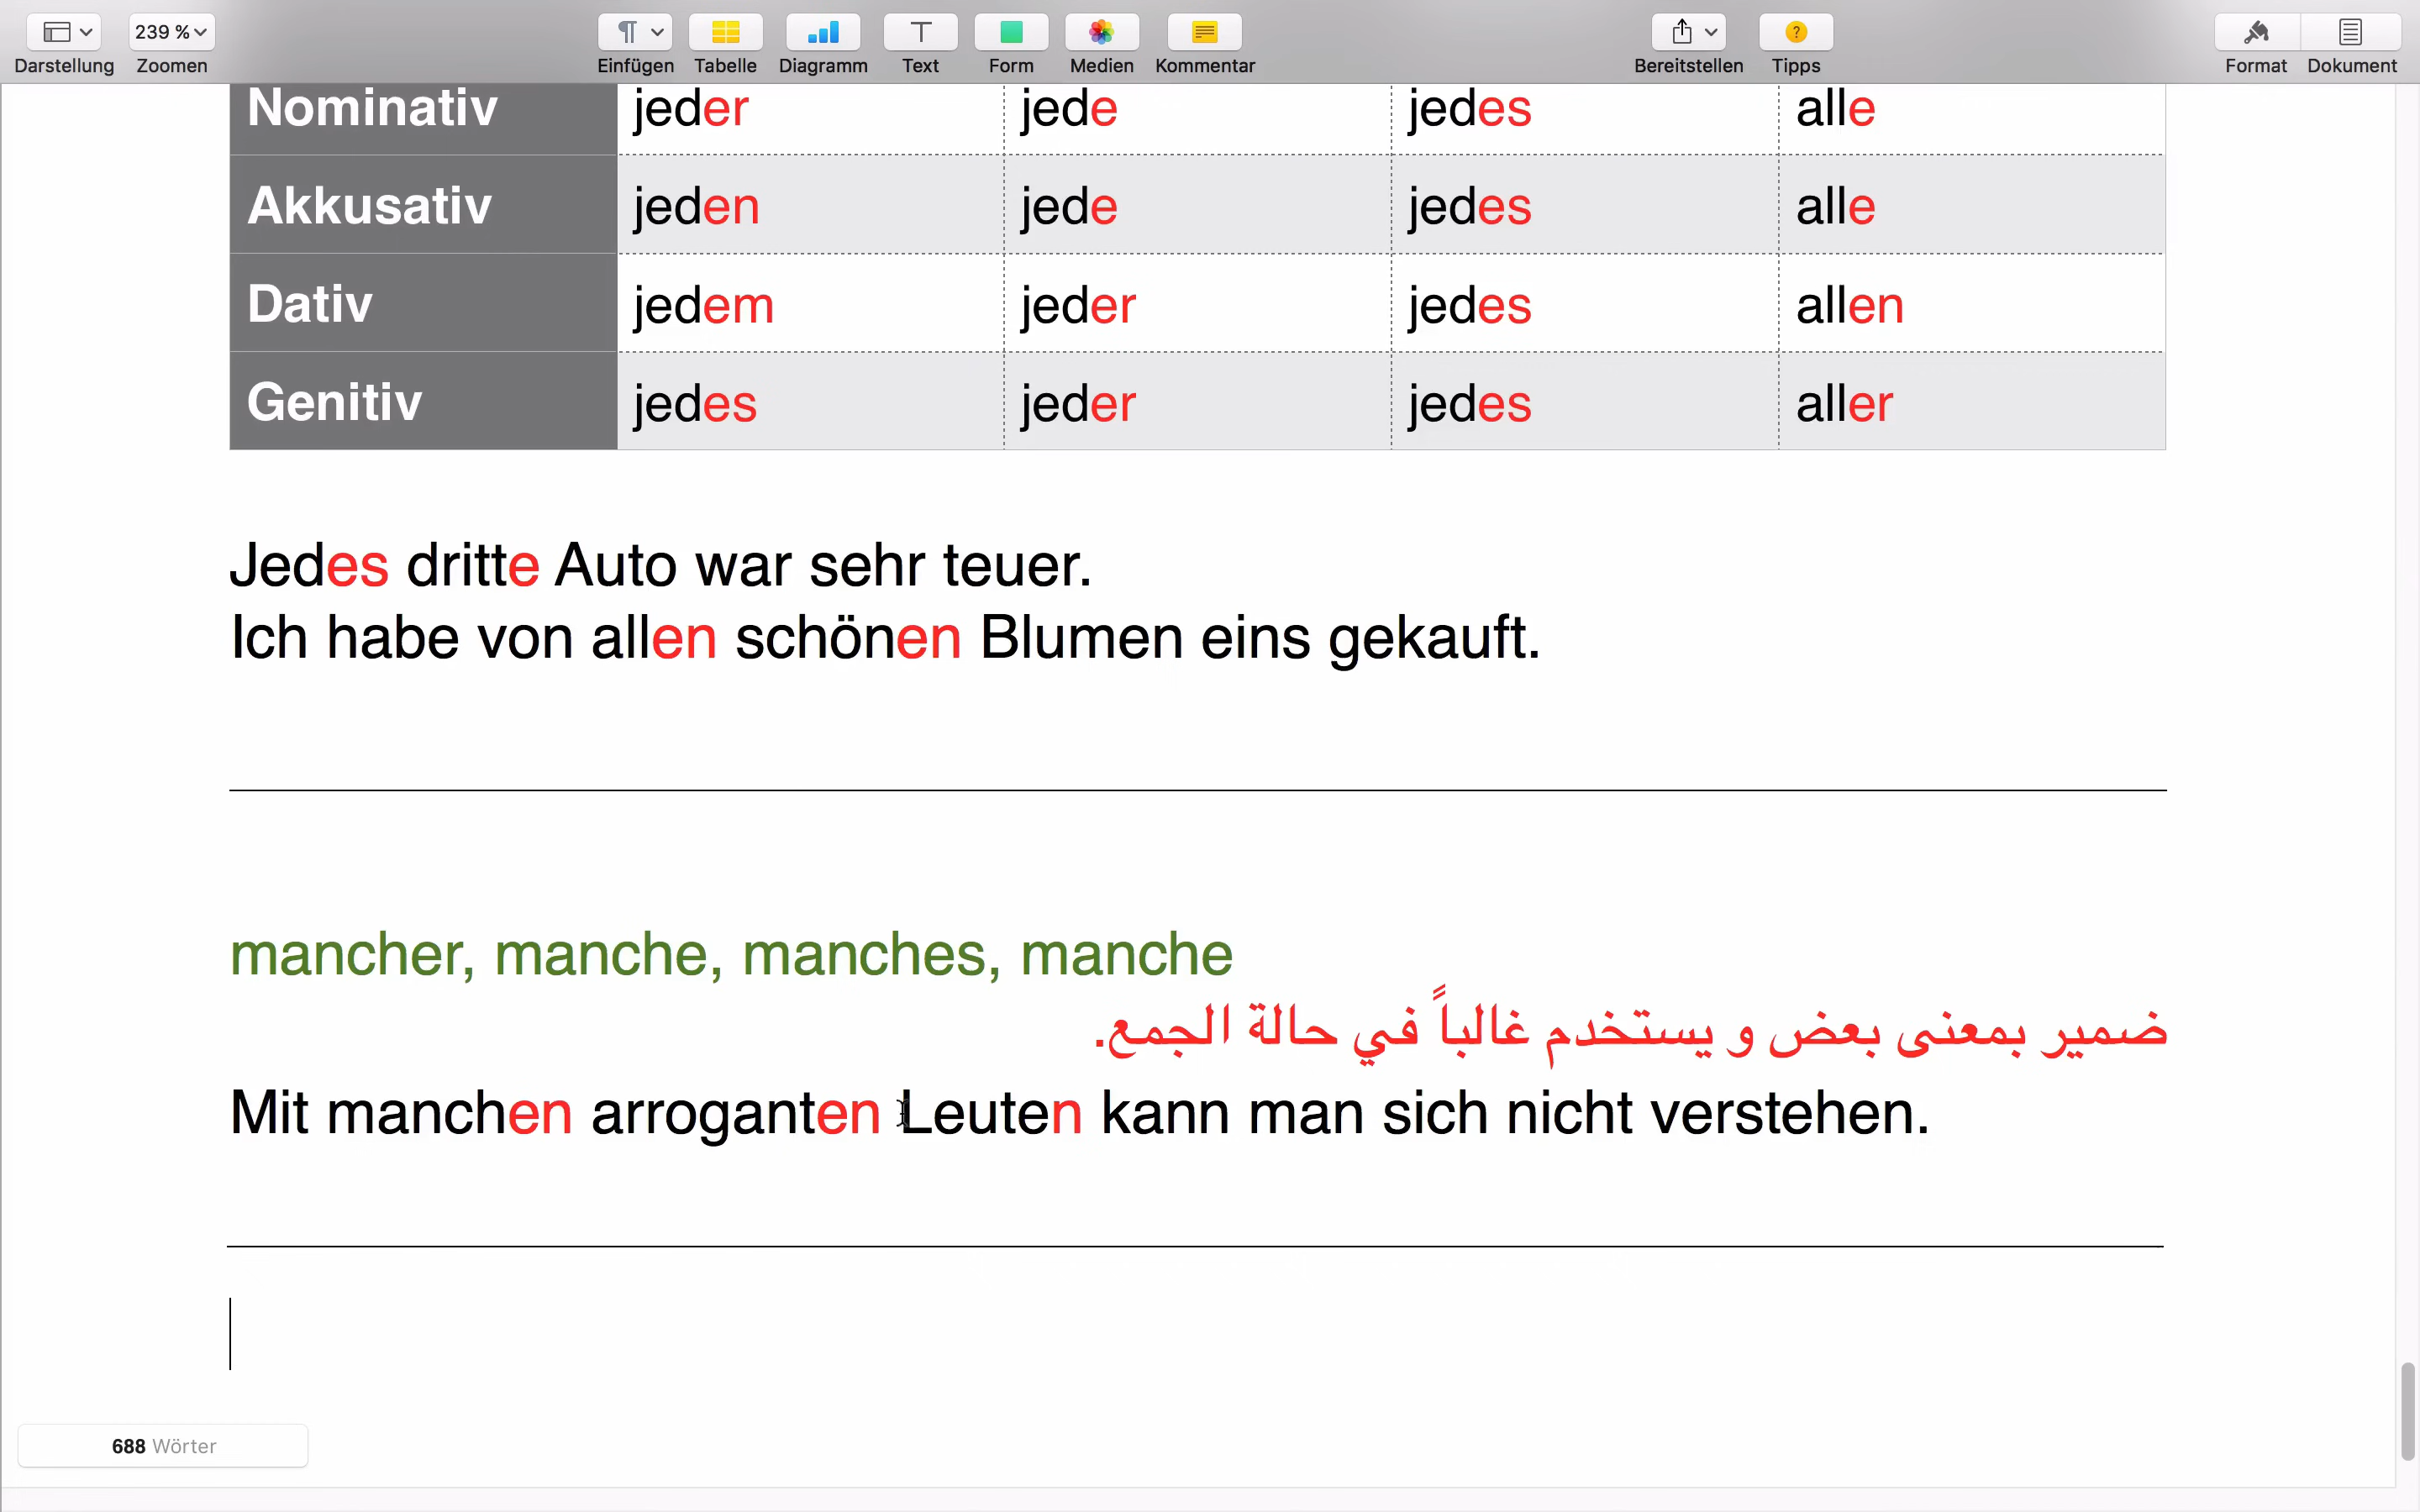 239 %
Darstellung Zoomen Einfügen Tabelle Diagramm Text Form Medien Kommentar Bereitstellen Tipps Format Dokument
Nominativ jeder jede jedes alle
Akkusativ jeden jede jedes alle
Dativ jedem jeder jedes allen
Genitiv jedes jeder jedes aller
Jedes dritte Auto war sehr teuer.
Ich habe von allen schönen Blumen eins gekauft.
mancher, manche, manches, manche
ضمير بمعنى بعض و يستخدم غالباً في حالة الجمع.
Mit manchen arroganten Leuten kann man sich nicht verstehen.
688 Wörter